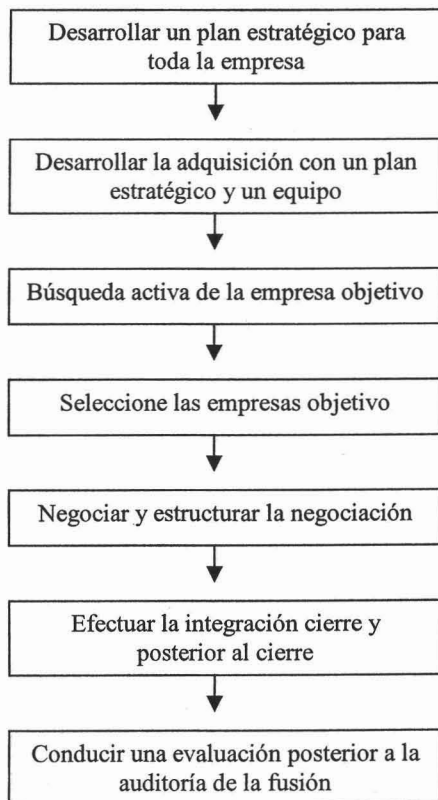 Desarrollar un plan estratégico para
toda la empresa
Desarrollar la adquisición con un plan
estratégico y un equipo
Búsqueda activa de la empresa objetivo
Seleccione las empresas objetivo
Negociar y estructurar la negociación
Efectuar la integración cierre y
posterior al cierre
Conducir una evaluación posterior a la
auditoría de la fusión